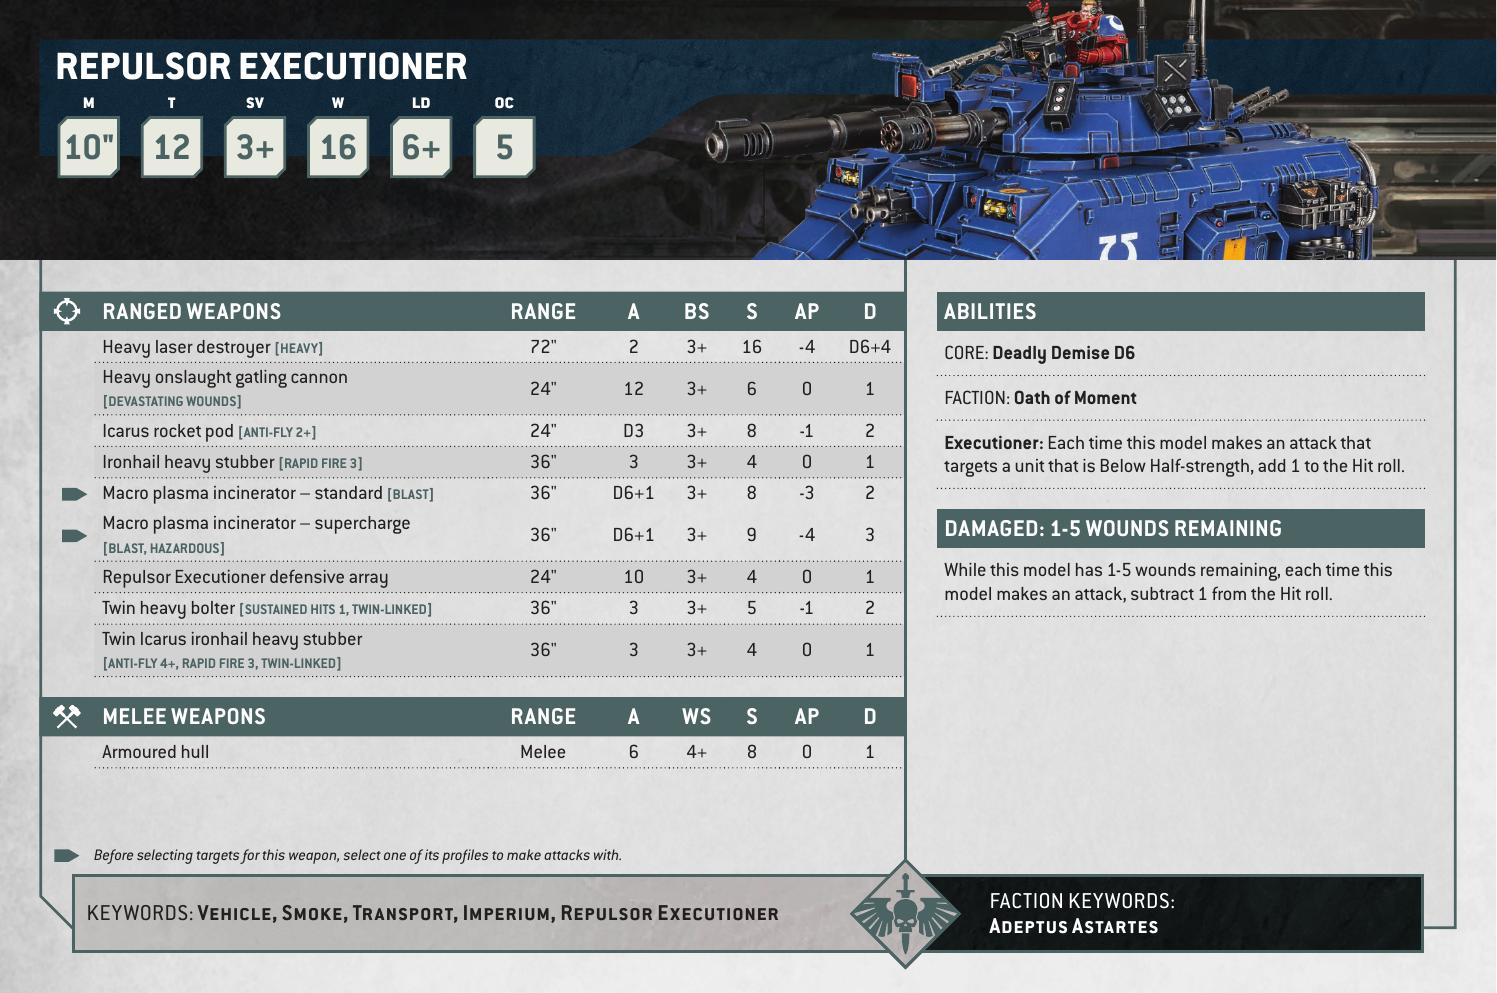 REPULSOR EXECUTIONER
M T SV W LD OC
10" 12 3+ 16 6+ 5
RANGED WEAPONS RANGE A BS S AP D
Heavy laser destroyer [HEAVY] 72" 2 3+ 16 -4 D6+4
Heavy onslaught gatling cannon
[DEVASTATING WOUNDS] 24" 12 3+ 6 0 1
Icarus rocket pod [ANTI-FLY 2+] 24" D3 3+ 8 -1 2
Ironhail heavy stubber [RAPID FIRE 3] 36" 3 3+ 4 0 1
Macro plasma incinerator – standard [BLAST] 36" D6+1 3+ 8 -3 2
Macro plasma incinerator – supercharge
[BLAST, HAZARDOUS] 36" D6+1 3+ 9 -4 3
Repulsor Executioner defensive array 24" 10 3+ 4 0 1
Twin heavy bolter [SUSTAINED HITS 1, TWIN-LINKED] 36" 3 3+ 5 -1 2
Twin Icarus ironhail heavy stubber
[ANTI-FLY 4+, RAPID FIRE 3, TWIN-LINKED] 36" 3 3+ 4 0 1
MELEE WEAPONS RANGE A WS S AP D
Armoured hull Melee 6 4+ 8 0 1
Before selecting targets for this weapon, select one of its profiles to make attacks with.
ABILITIES
CORE: Deadly Demise D6
FACTION: Oath of Moment
Executioner: Each time this model makes an attack that
targets a unit that is Below Half-strength, add 1 to the Hit roll.
DAMAGED: 1-5 WOUNDS REMAINING
While this model has 1-5 wounds remaining, each time this
model makes an attack, subtract 1 from the Hit roll.
KEYWORDS: VEHICLE, SMOKE, TRANSPORT, IMPERIUM, REPULSOR EXECUTIONER
FACTION KEYWORDS:
ADEPTUS ASTARTES